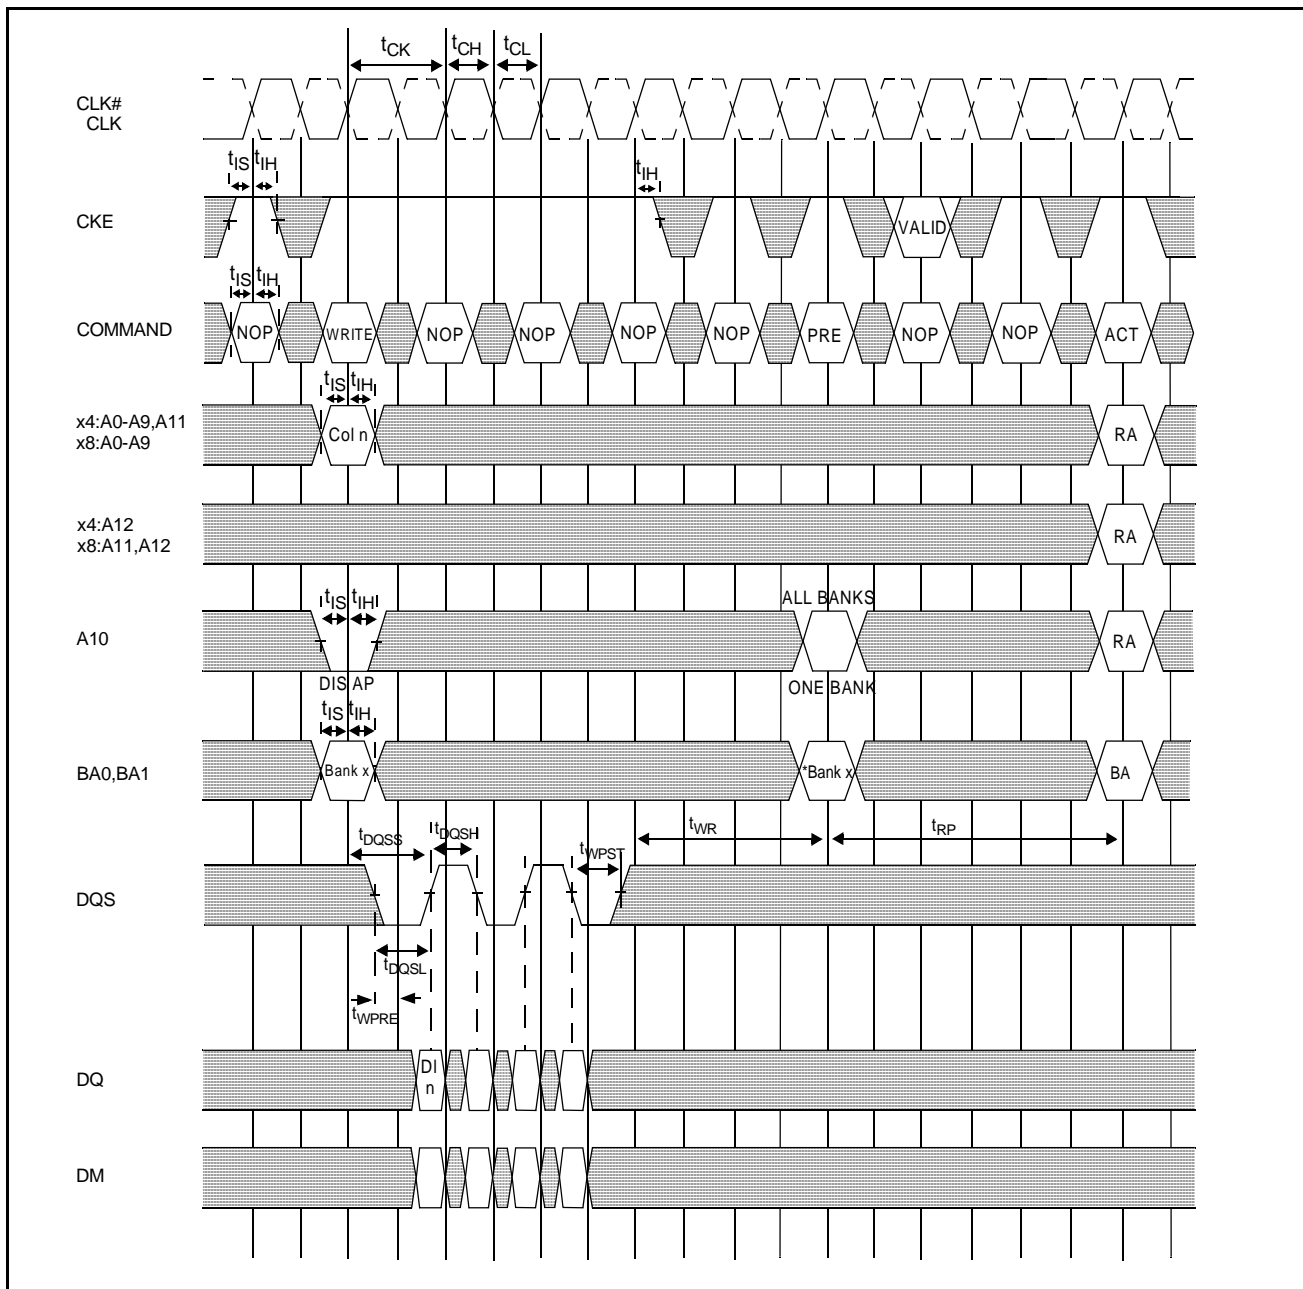 tCK tCH tCL
CLK#
CLK
tIS tIH tIH
CKE VALID
tIS tIH
COMMAND NOP WRITE NOP NOP NOP NOP PRE NOP NOP ACT
tIS tIH
x4:A0-A9,A11
x8:A0-A9
Col n RA
x4:A12
x8:A11,A12
RA
ALL BANKS
tIS tIH
A10 RA
DIS AP ONE BANK
tIS tIH
BA0,BA1 Bank x *Bank x BA
tDQSS tDQSH tWPST tWR tRP
DQS
tDQSL
tWPRE
DQ
DI
n
DM